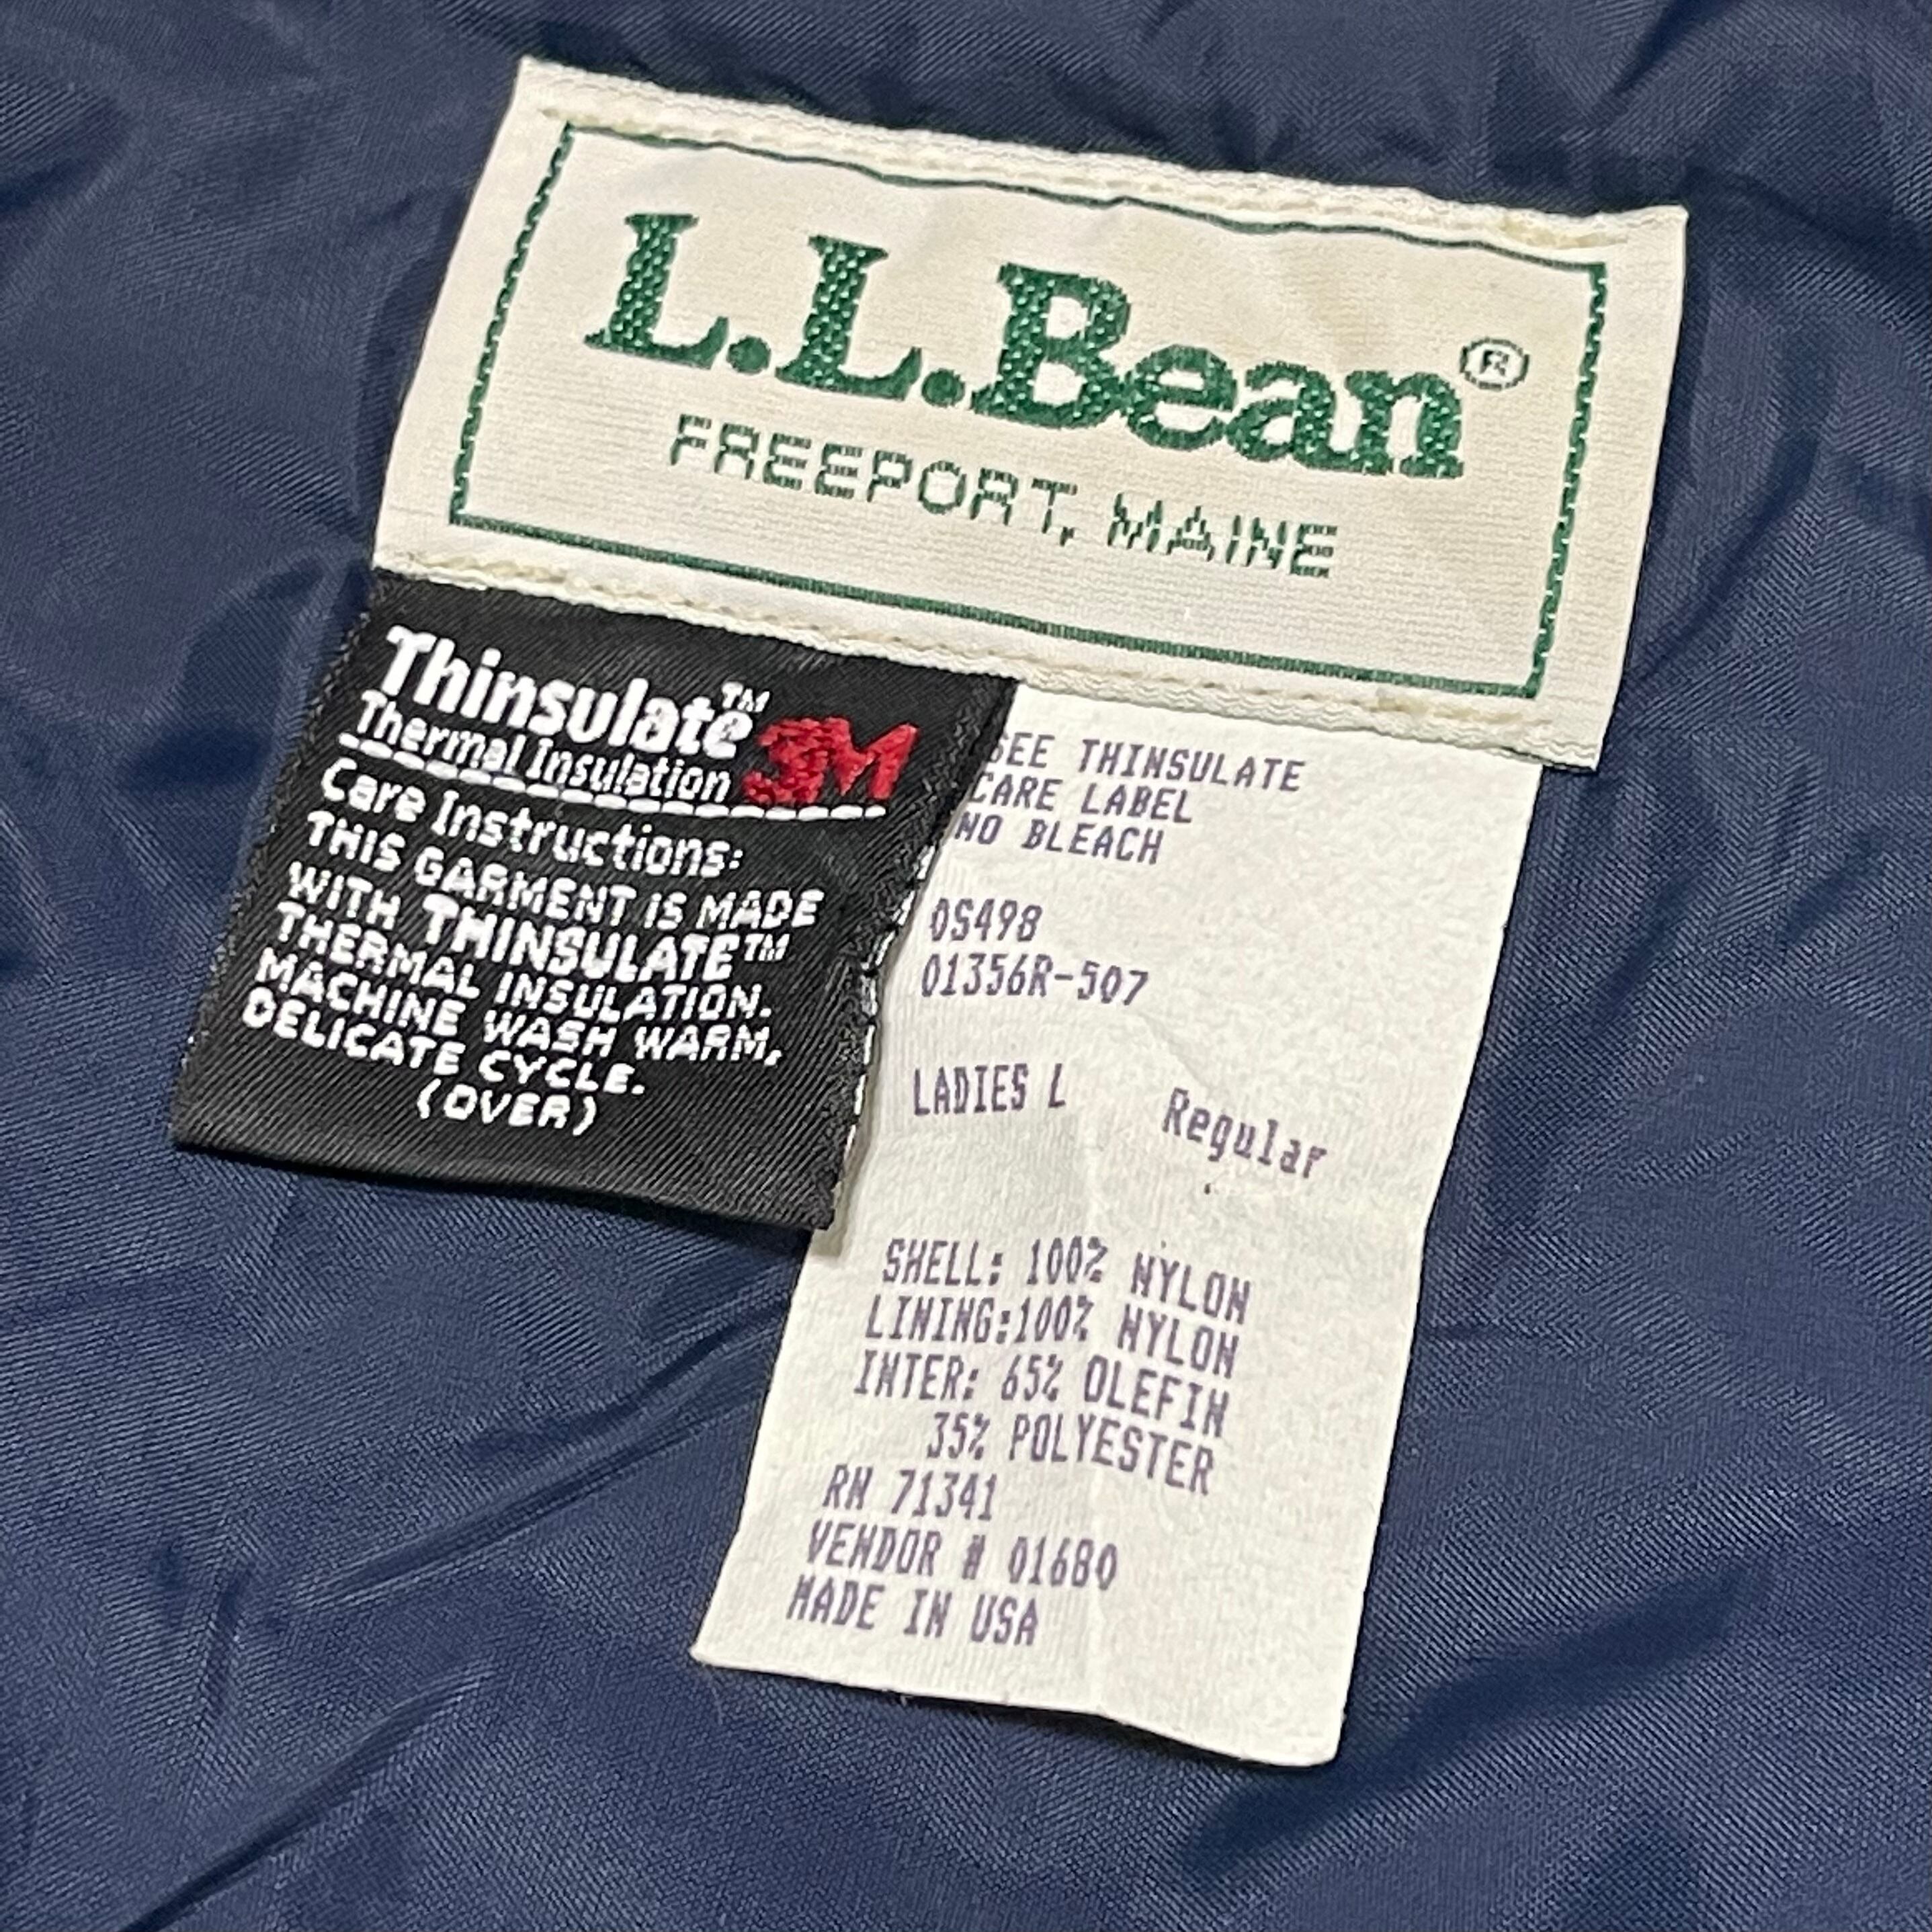 L.L.Bean®
FREEPORT, MAINE
Thinsulate™
Thermal Insulation 3M
Care Instructions:
THIS GARMENT IS MADE
WITH THINSULATE™
THERMAL INSULATION.
MACHINE WASH WARM,
DELICATE CYCLE.
(OVER)
SEE THINSULATE
CARE LABEL
NO BLEACH
0S498
01356R-507
LADIES L Regular
SHELL: 100% NYLON
LINING:100% NYLON
INTER: 65% OLEFIN
35% POLYESTER
RN 71341
VENDOR # 01680
MADE IN USA